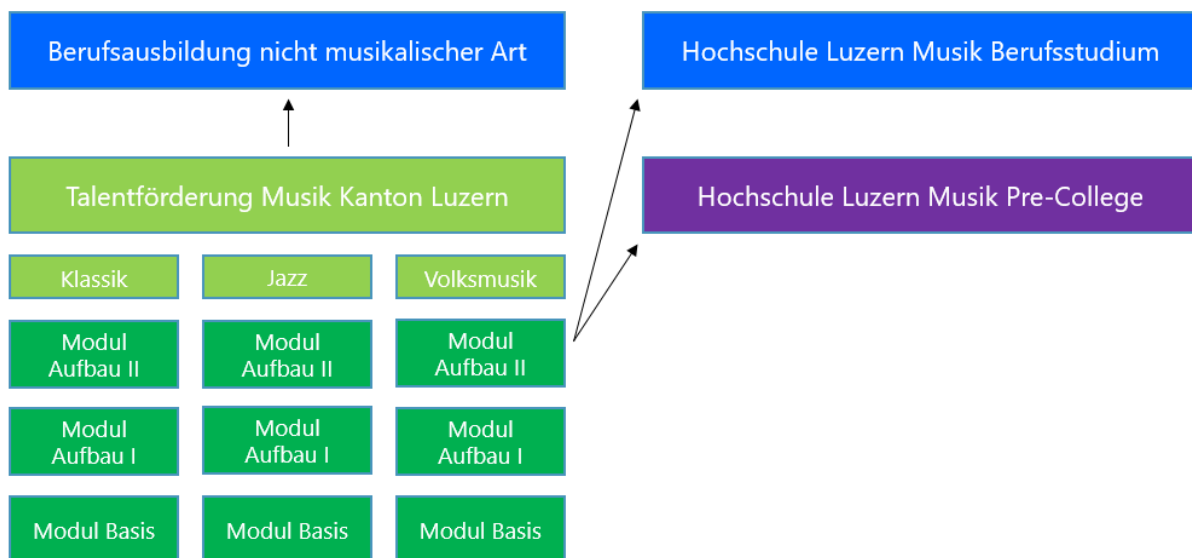 Berufsausbildung nicht musikalischer Art
Hochschule Luzern Musik Berufsstudium
Talentförderung Musik Kanton Luzern
Hochschule Luzern Musik Pre-College
Klassik
Jazz
Volksmusik
Modul
Aufbau II
Modul
Aufbau II
Modul
Aufbau II
Modul
Aufbau I
Modul
Aufbau I
Modul
Aufbau I
Modul Basis
Modul Basis
Modul Basis